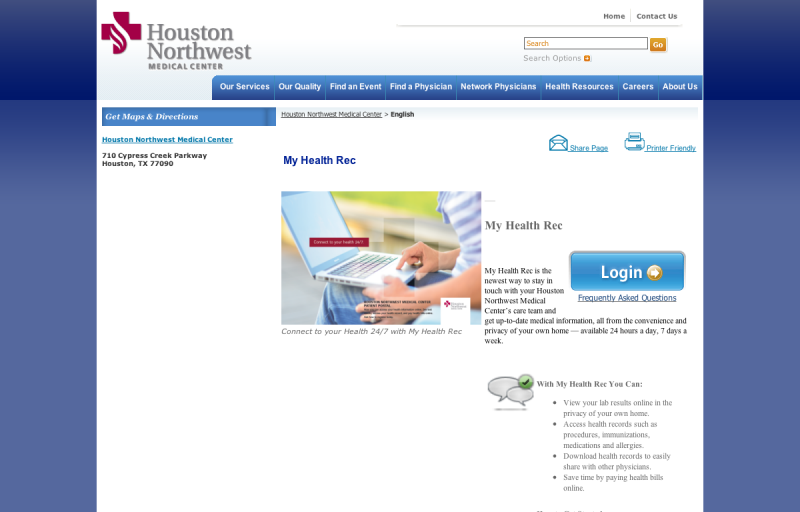 Houston
Northwest
MEDICAL CENTER
Home
Contact Us
Search
Go
Search Options
Our Services
Our Quality
Find an Event
Find a Physician
Network Physicians
Health Resources
Careers
About Us
Get Maps & Directions
Houston Northwest Medical Center
710 Cypress Creek Parkway
Houston, TX 77090
Houston Northwest Medical Center > English
Share Page
Printer Friendly
My Health Rec
Connect to your health 24/7
HOUSTON NORTHWEST MEDICAL CENTER
PATIENT PORTAL
Connect to your Health 24/7 with My Health Rec
My Health Rec
Login
Frequently Asked Questions
My Health Rec is the
newest way to stay in
touch with your Houston
Northwest Medical
Center's care team and
get up-to-date medical information, all from the convenience and
privacy of your own home — available 24 hours a day, 7 days a
week.
With My Health Rec You Can:
• View your lab results online in the
privacy of your own home.
• Access health records such as
procedures, immunizations,
medications and allergies.
• Download health records to easily
share with other physicians.
• Save time by paying health bills
online.